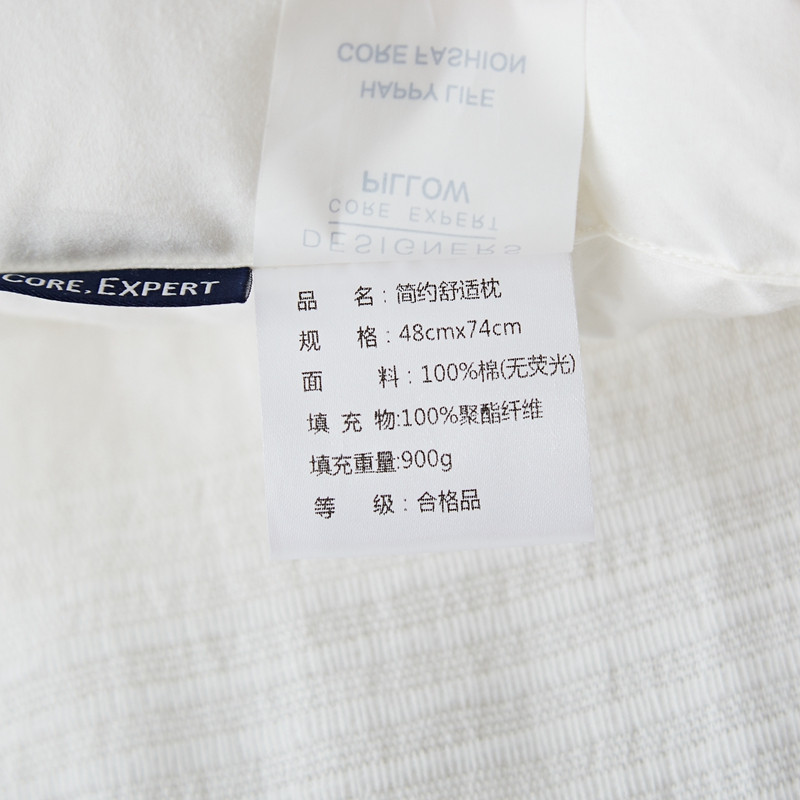 CORE FASHION
HAPPY LIFE
PILLOW
CORE EXPERT
DESIGNERS
CORE, EXPERT
品 名：简约舒适枕
规 格：48cmx74cm
面 料：100%棉(无荧光)
填 充 物:100%聚酯纤维
填充重量:900g
等 级：合格品